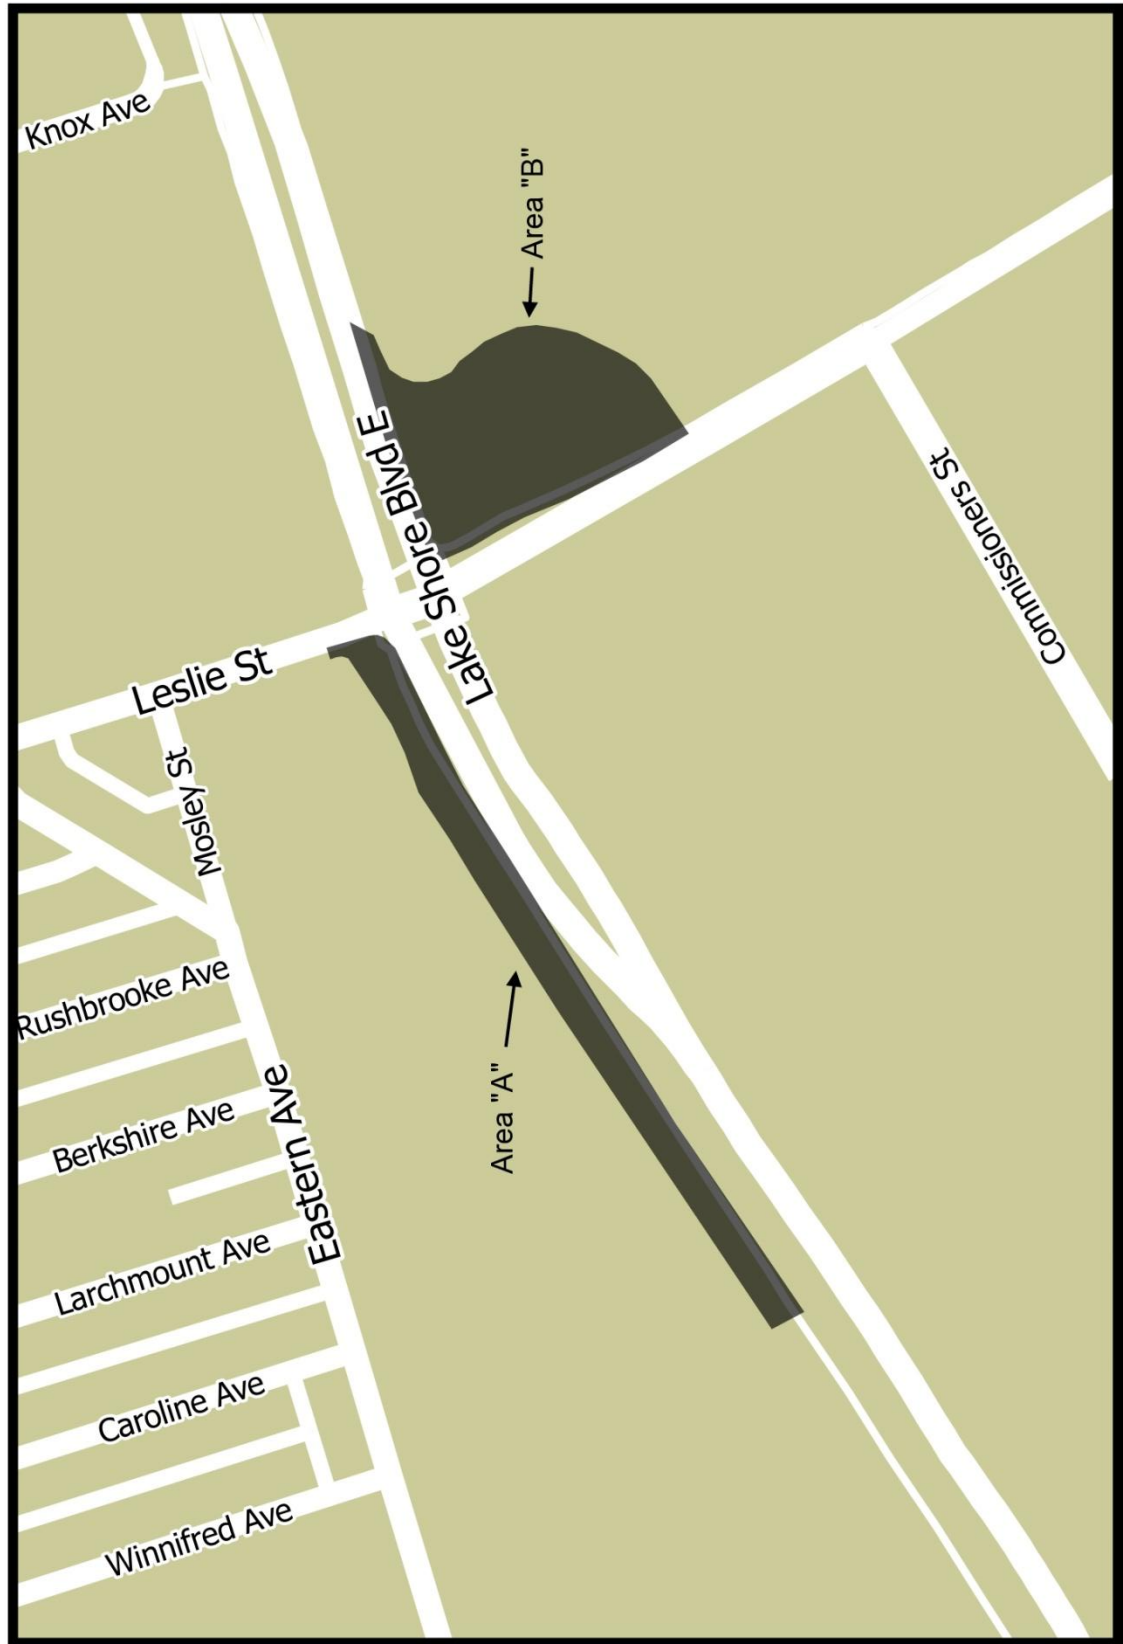 Knox Ave
Area "B"
Lake Shore Blvd E
Commissioners St
Leslie St
Mosley St
Rushbrooke Ave
Area "A"
Berkshire Ave
Eastern Ave
Larchmount Ave
Caroline Ave
Winnifred Ave